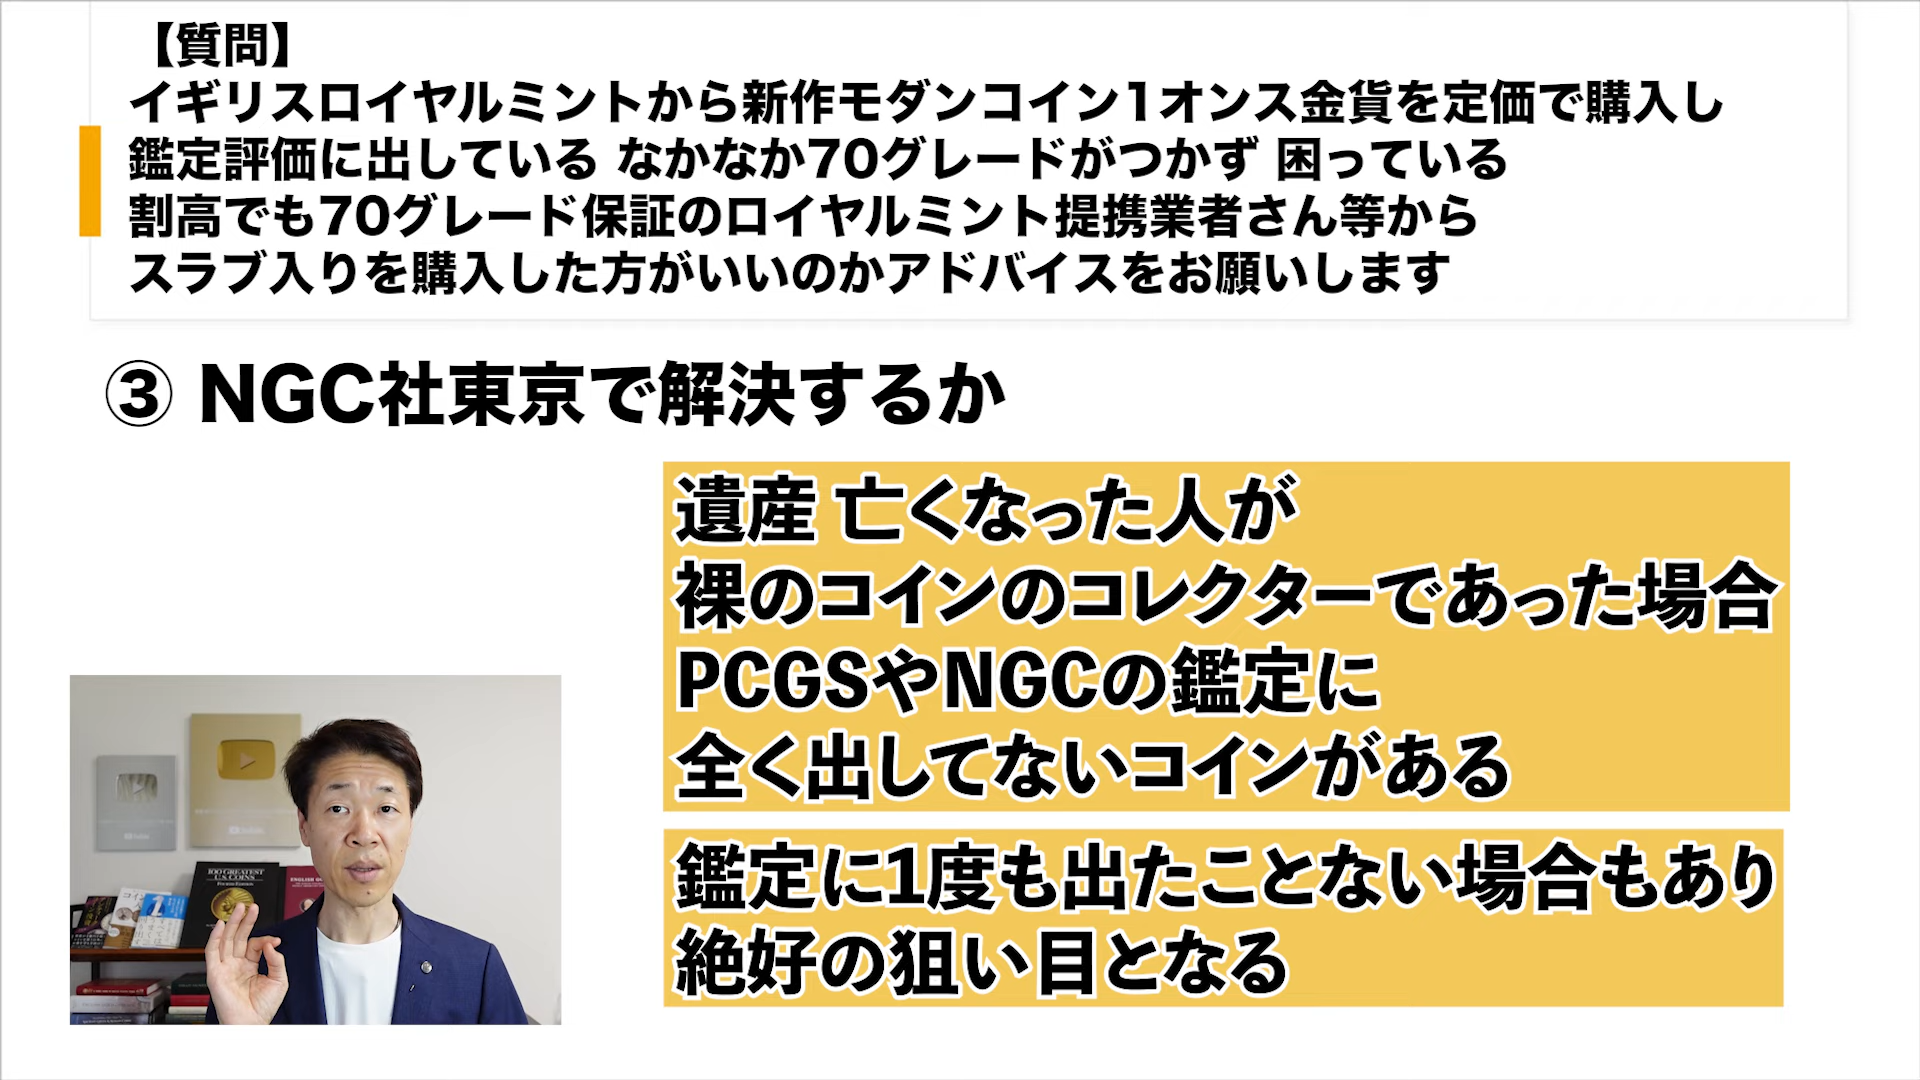 【質問】
イギリスロイヤルミントから新作モダンコイン1オンス金貨を定価で購入し
鑑定評価に出している なかなか70グレードがつかず 困っている
割高でも70グレード保証のロイヤルミント提携業者さん等から
スラブ入りを購入した方がいいのかアドバイスをお願いします
③ NGC社東京で解決するか
遺産 亡くなった人が
裸のコインのコレクターであった場合
PCGSやNGCの鑑定に
全く出してないコインがある
鑑定に1度も出たことない場合もあり
絶好の狙い目となる
100 GREATEST
U.S. COINS
ENGLISH